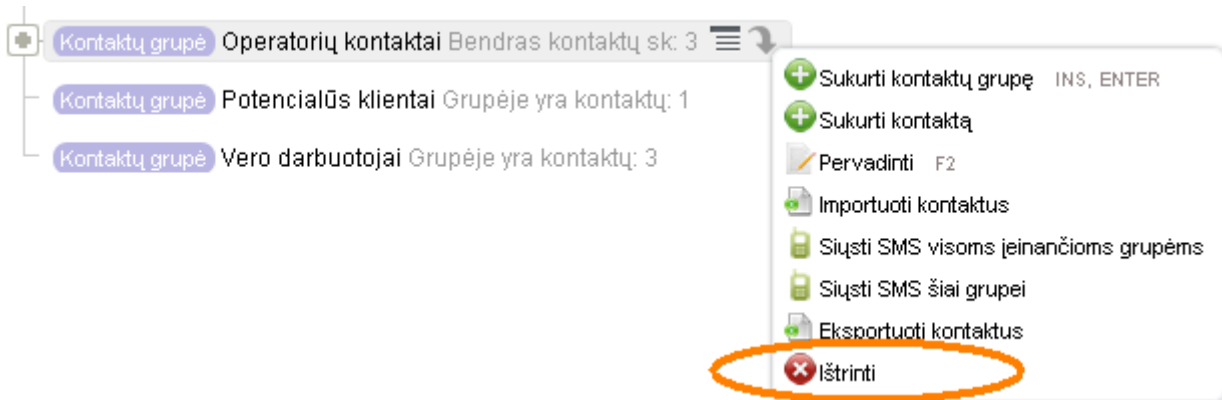 Kontaktų grupė Operatorių kontaktai Bendras kontaktų sk: 3
Kontaktų grupė Potencialūs klientai Grupėje yra kontaktų: 1
Kontaktų grupė Vero darbuotojai Grupėje yra kontaktų: 3
Sukurti kontaktų grupę INS, ENTER
Sukurti kontaktą
Pervadinti F2
Importuoti kontaktus
Siųsti SMS visoms įeinančioms grupėms
Siųsti SMS šiai grupei
Eksportuoti kontaktus
Ištrinti